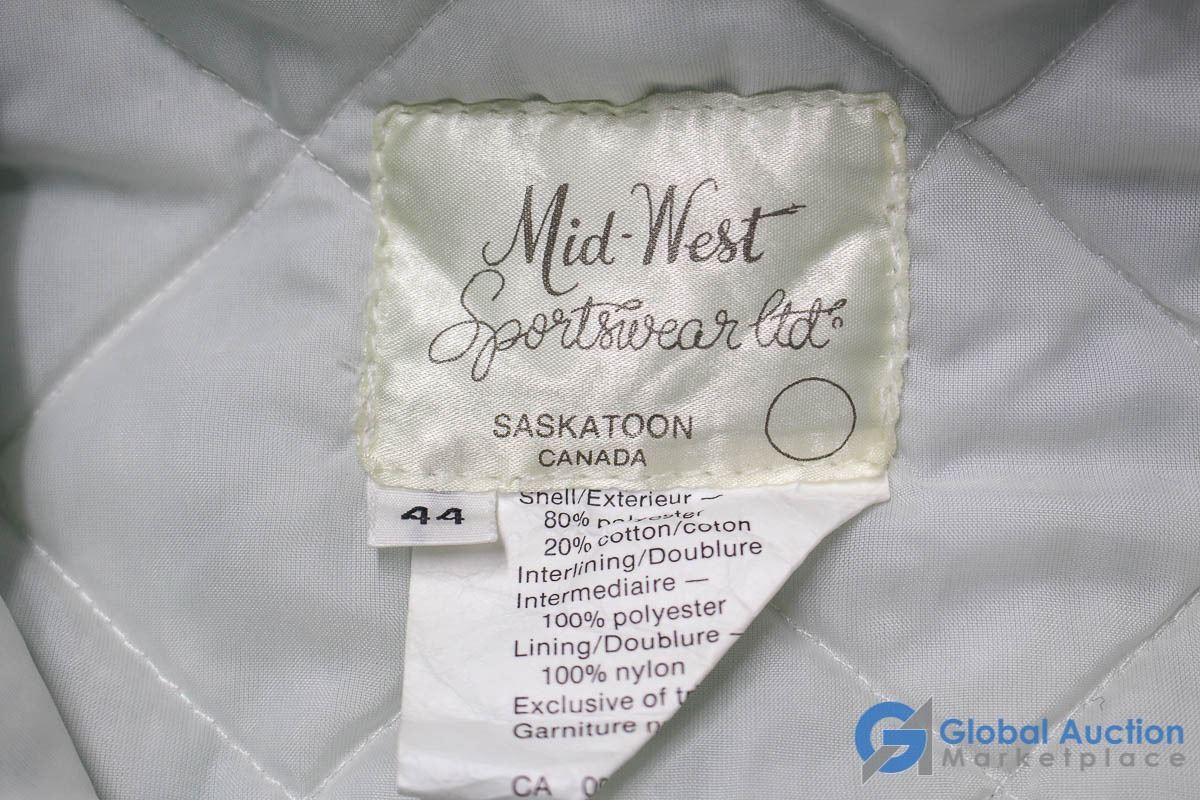 Mid-West
Sportswear ltd.
SASKATOON
CANADA
44
Shell/Exterieur —
80% polyester
20% cotton/coton
Interlining/Doublure
Intermediaire —
100% polyester
Lining/Doublure —
100% nylon
Exclusive of
Garniture
CA
Global Auction
Marketplace